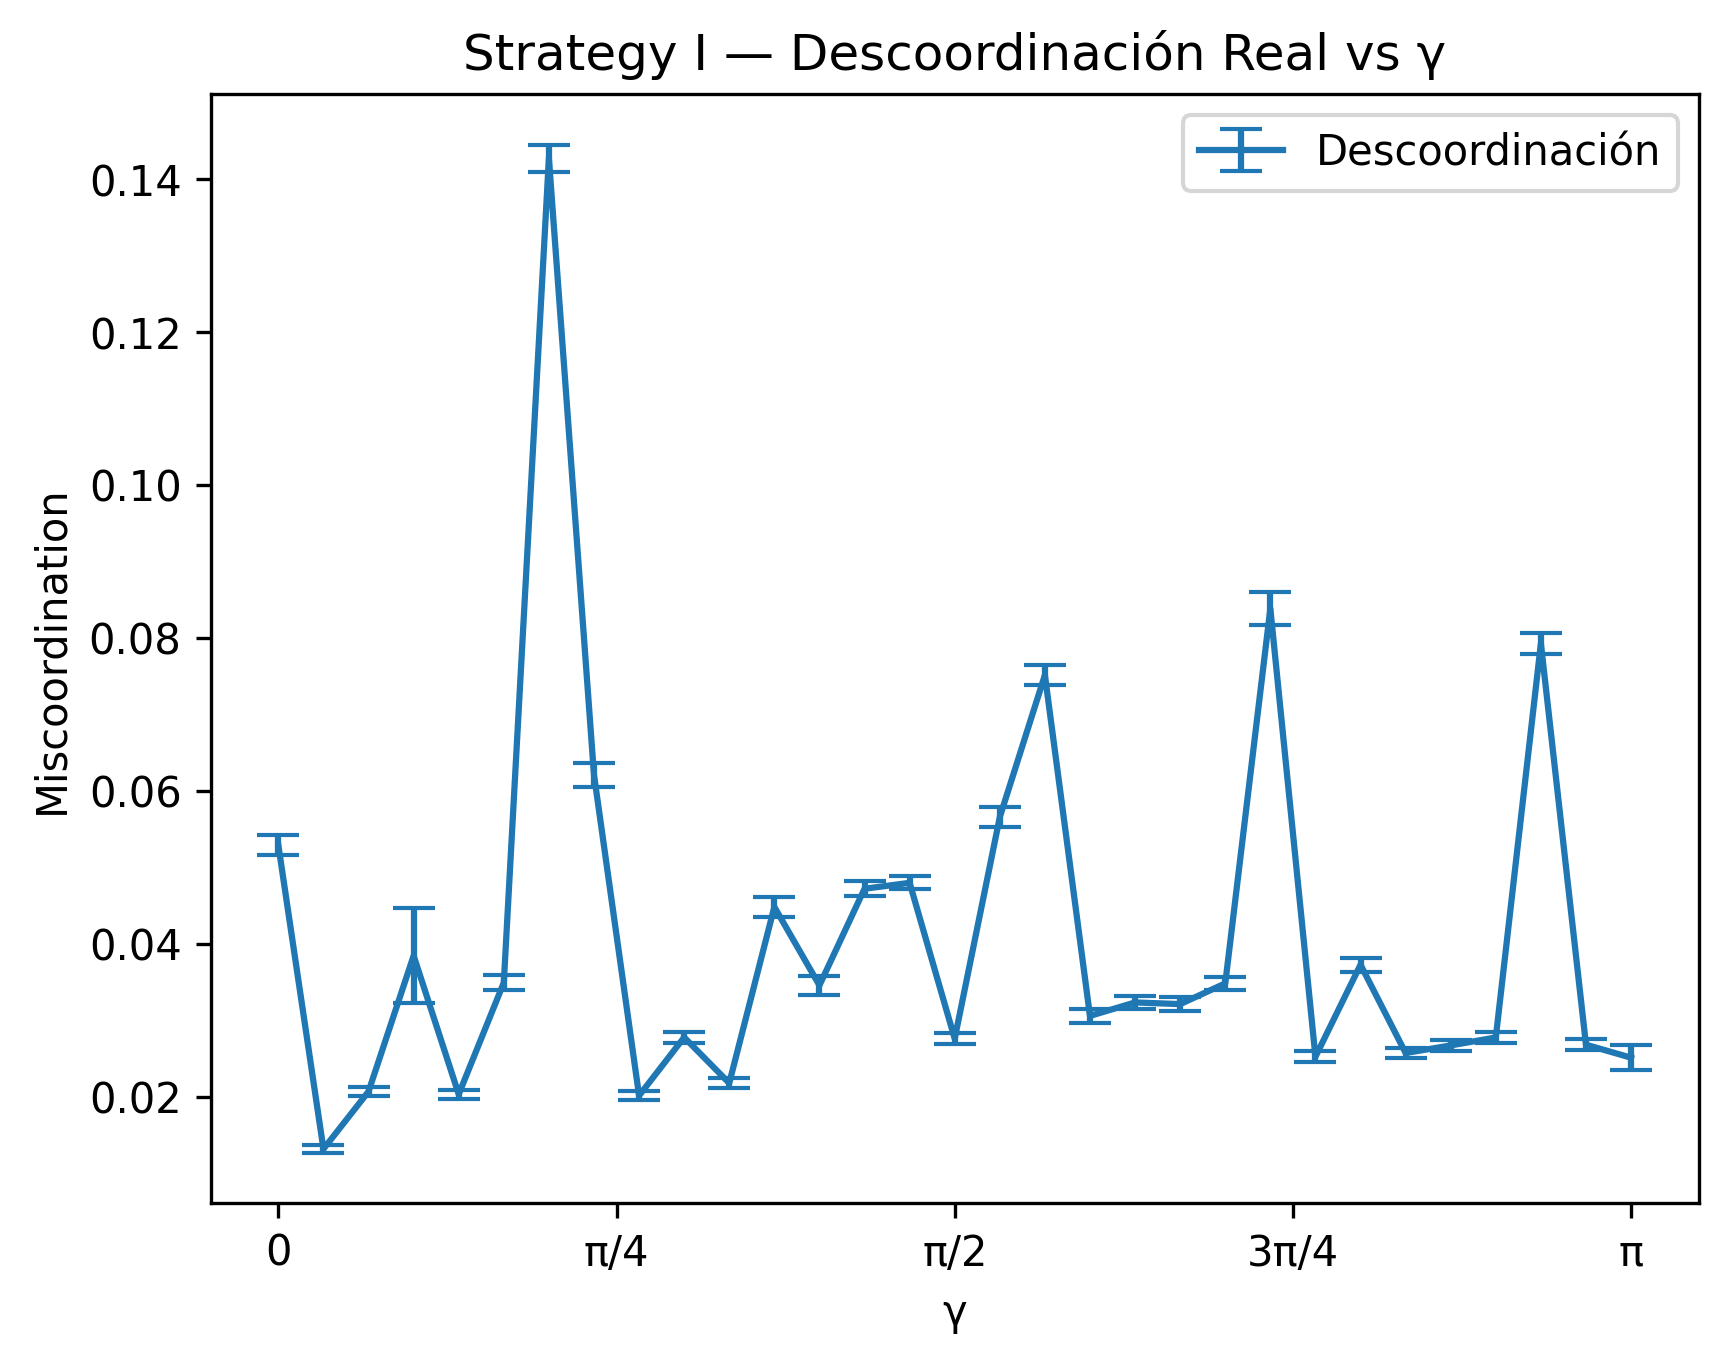 Strategy I — Descoordinación Real vs γ
Descoordinación
Miscoordination
0.14
0.12
0.10
0.08
0.06
0.04
0.02
0
π/4
π/2
3π/4
π
γ